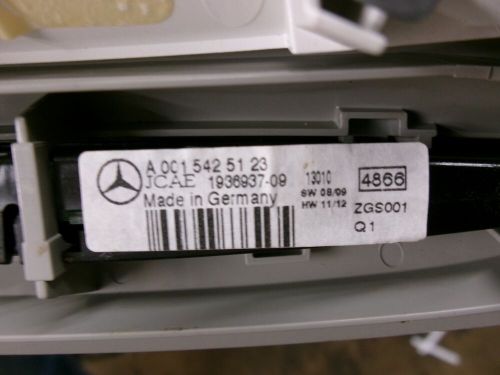 A 001 542 51 23
JCAE 1936937-09
Made in Germany
13010
SW 08/09
HW 11/12
4866
ZGS001
Q1